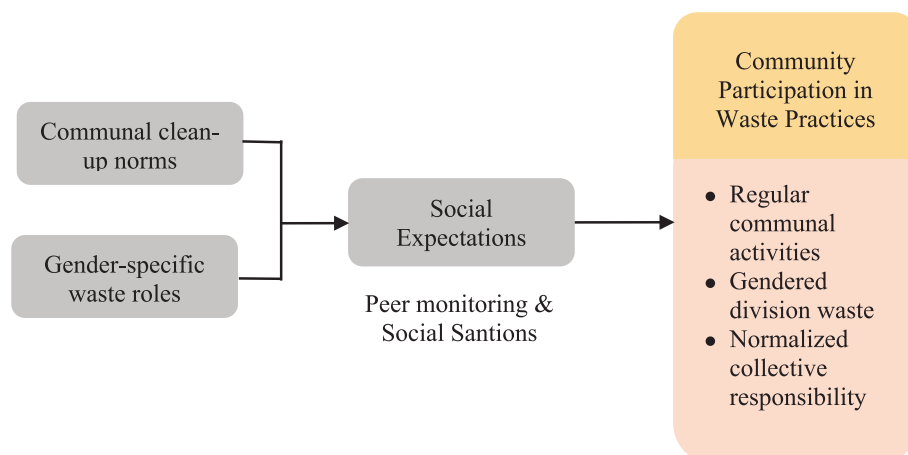 Communal clean-
up norms
Gender-specific
waste roles
Social
Expectations
Peer monitoring &
Social Santions
Community
Participation in
Waste Practices
● Regular
communal
activities
● Gendered
division waste
● Normalized
collective
responsibility